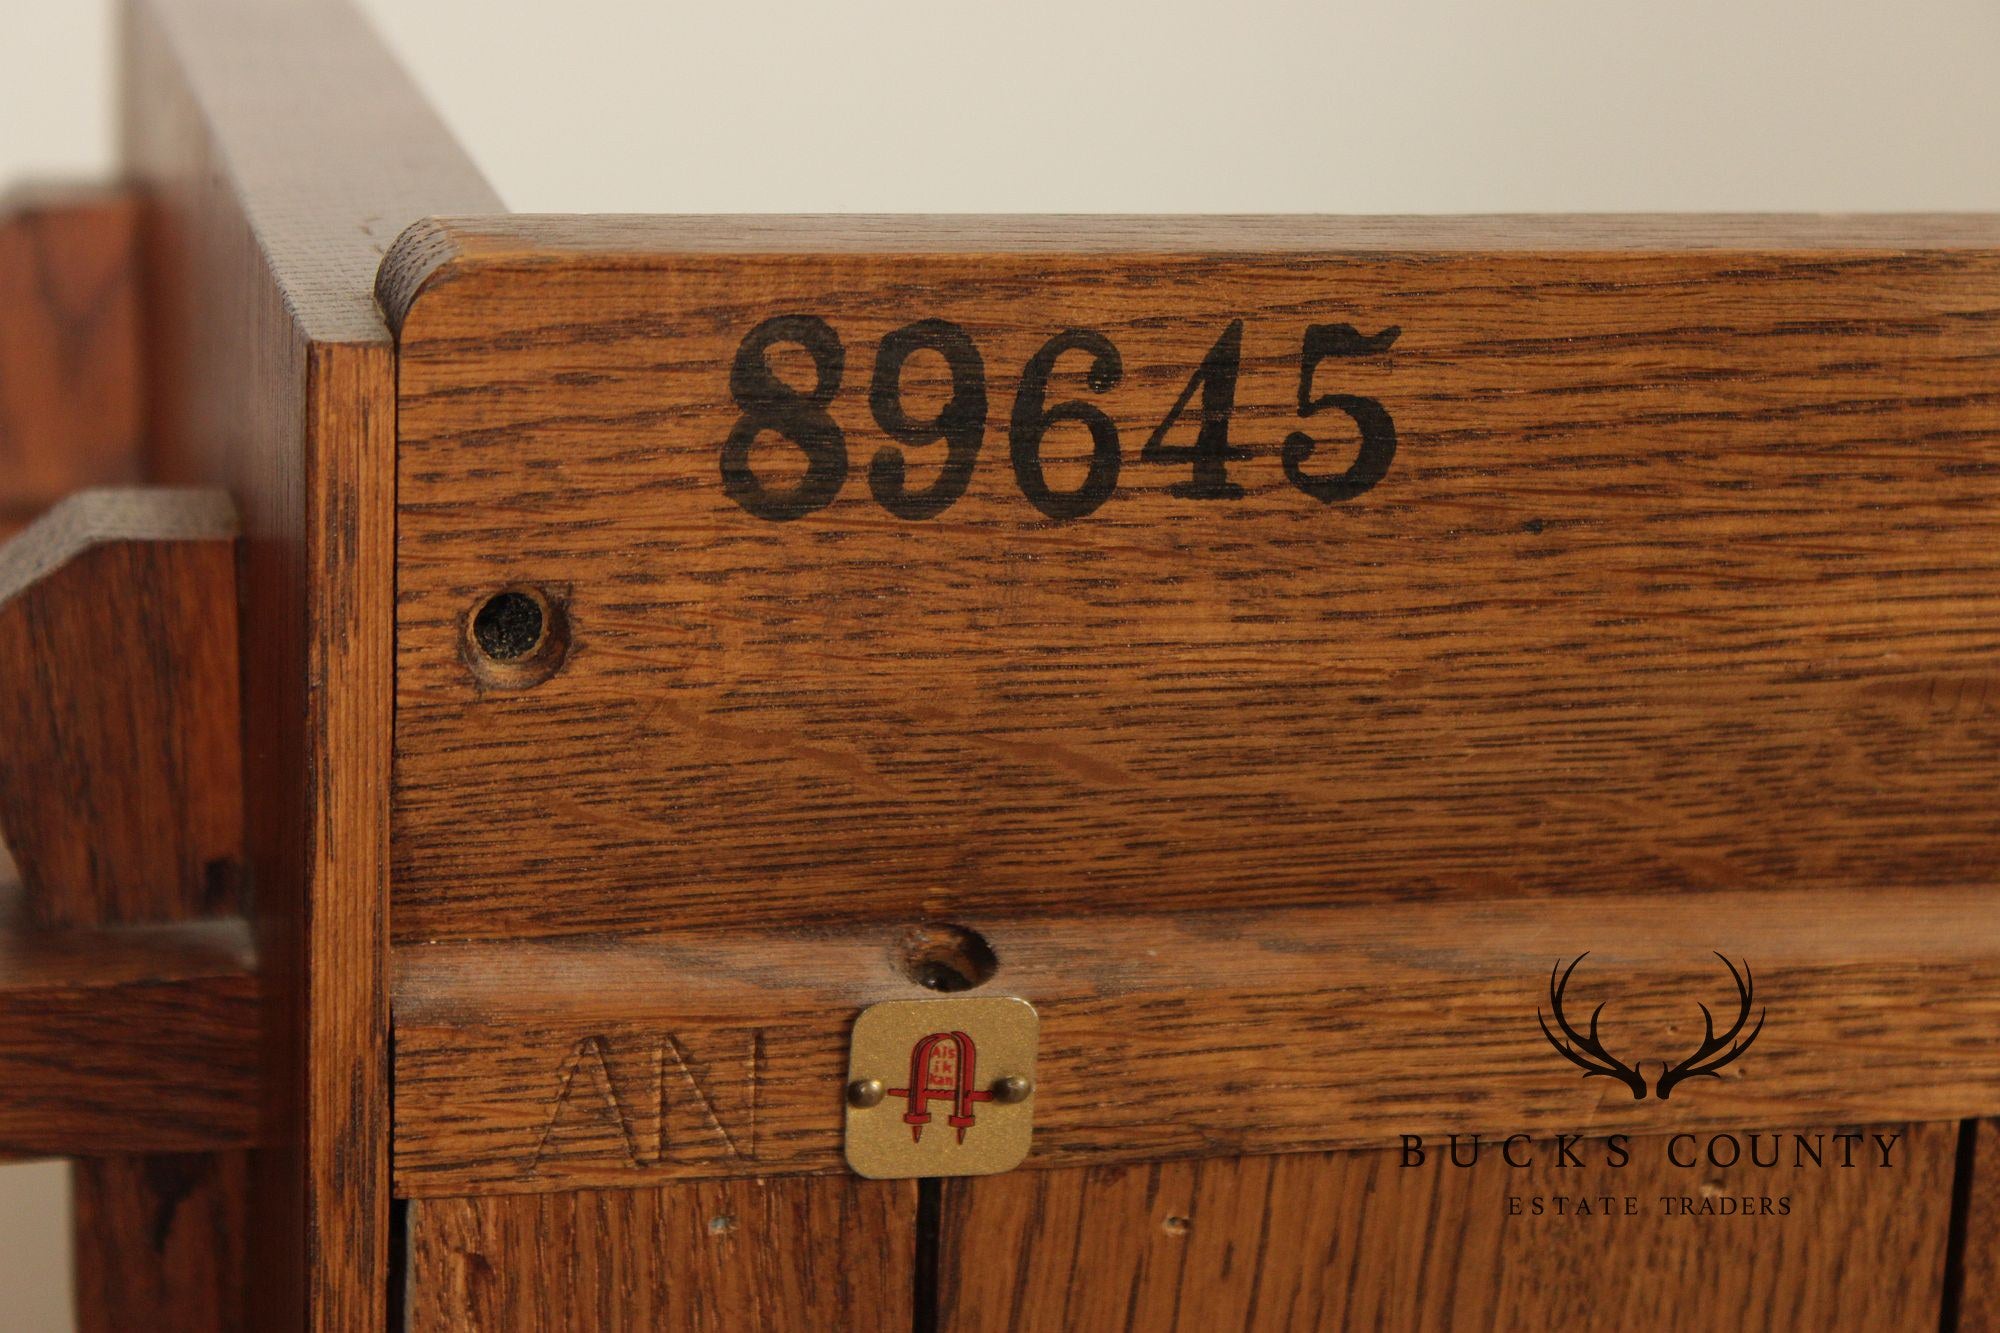 89645
AN
Als
ik
Kan
BUCKS COUNTY
ESTATE TRADERS